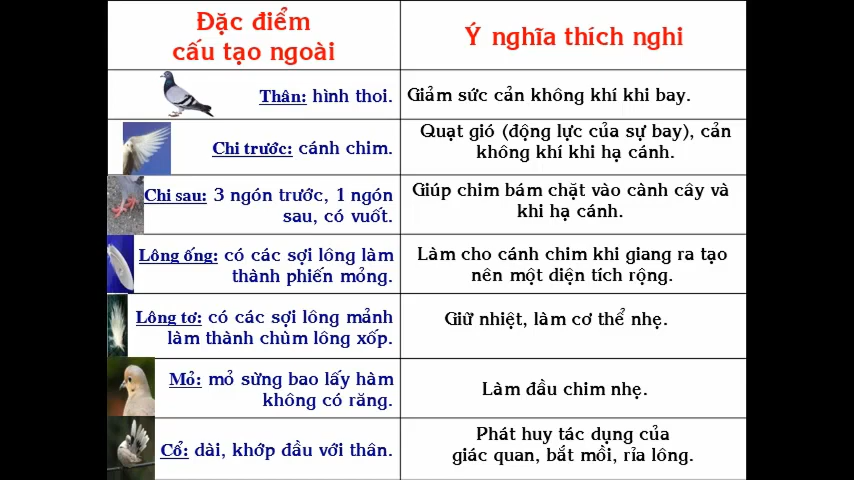 Đặc điểm
cấu tạo ngoài
Ý nghĩa thích nghi
Thân: hình thoi.
Giảm sức cản không khí khi bay.
Chi trước: cánh chim.
Quạt gió (động lực của sự bay), cản
không khí khi hạ cánh.
Chi sau: 3 ngón trước, 1 ngón
sau, có vuốt.
Giúp chim bám chặt vào cành cây và
khi hạ cánh.
Lông ống: có các sợi lông làm
thành phiến mỏng.
Làm cho cánh chim khi giang ra tạo
nên một diện tích rộng.
Lông tơ: có các sợi lông mảnh
làm thành chùm lông xốp.
Giữ nhiệt, làm cơ thể nhẹ.
Mỏ: mỏ sừng bao lấy hàm
không có răng.
Làm đầu chim nhẹ.
Cổ: dài, khớp đầu với thân.
Phát huy tác dụng của
giác quan, bắt mồi, rỉa lông.